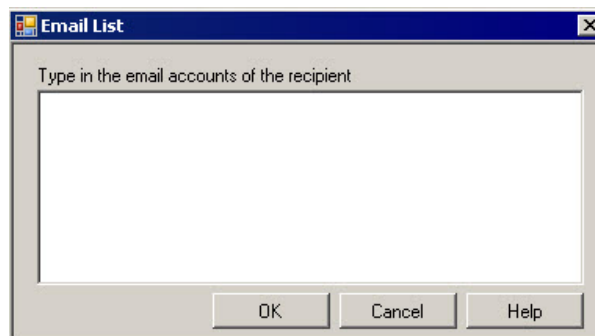 Email List
Type in the email accounts of the recipient
OK Cancel Help